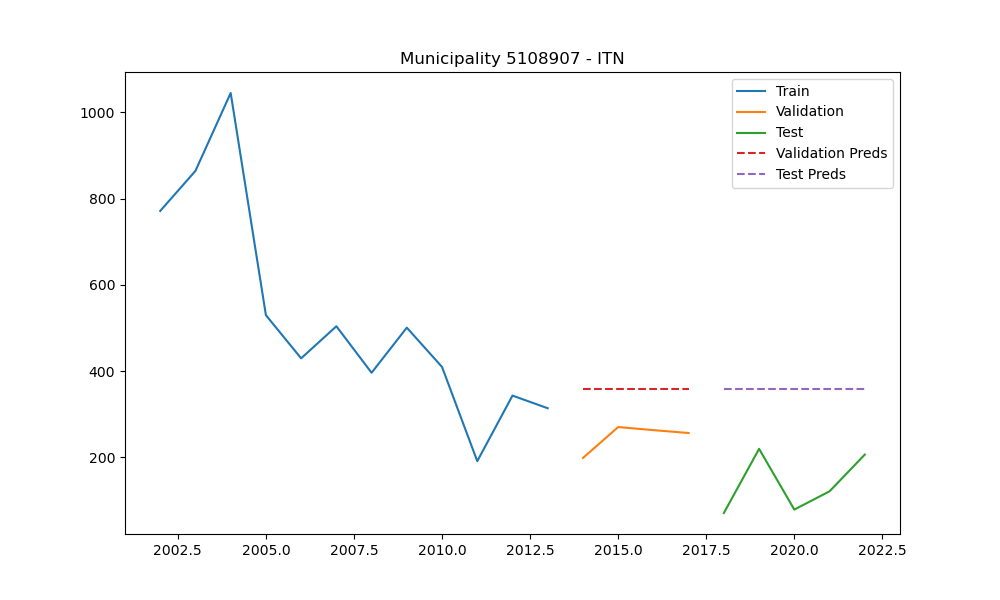 Municipality 5108907 - ITN
Train
Validation
Test
Validation Preds
Test Preds
1000
800
600
400
200
2002.5 2005.0 2007.5 2010.0 2012.5 2015.0 2017.5 2020.0 2022.5